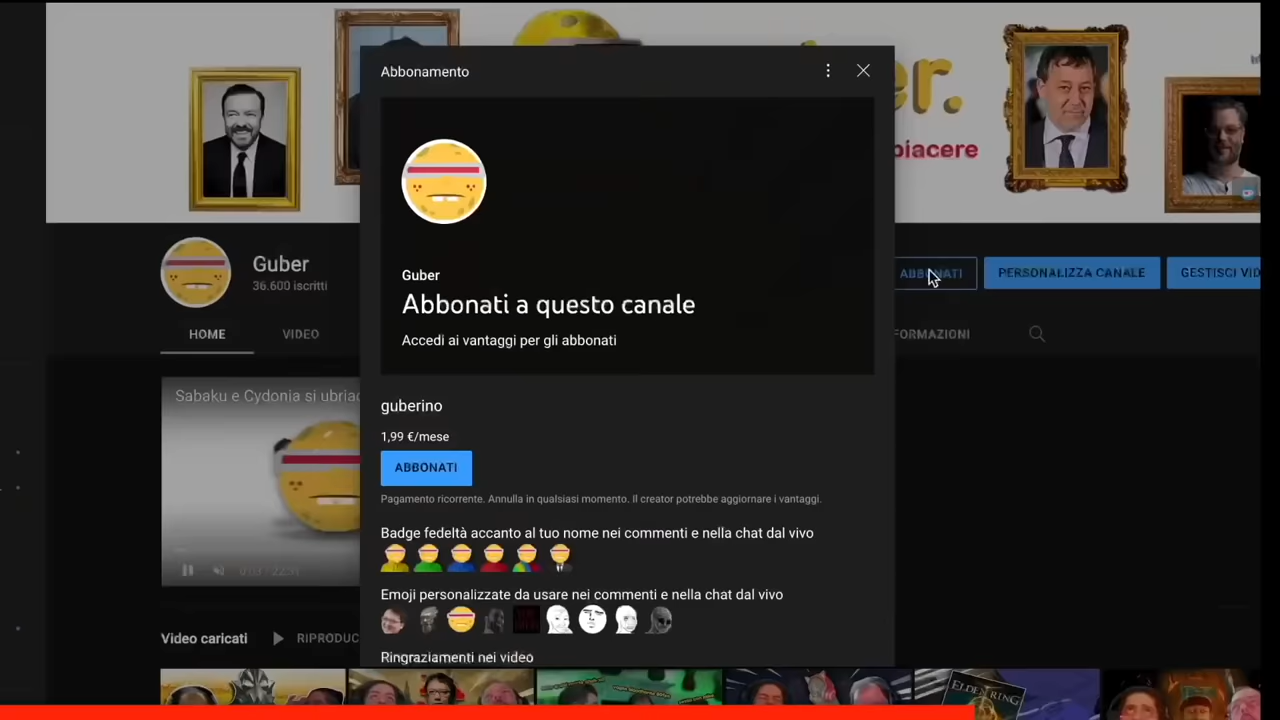 Abbonamento
er.
piacere
Guber
Abbonati a questo canale
Accedi ai vantaggi per gli abbonati
Guber
36.600 iscritti
ABBONATI
PERSONALIZZA CANALE
GESTISCI VID
HOME
VIDEO
FORMAZIONI
Sabaku e Cydonia si ubria
guberino
1,99 €/mese
ABBONATI
Pagamento ricorrente. Annulla in qualsiasi momento. Il creator potrebbe aggiornare i vantaggi.
Badge fedeltà accanto al tuo nome nei commenti e nella chat dal vivo
Emoji personalizzate da usare nei commenti e nella chat dal vivo
Video caricati
RIPRODUC
Ringraziamenti nei video
ELDEN RING